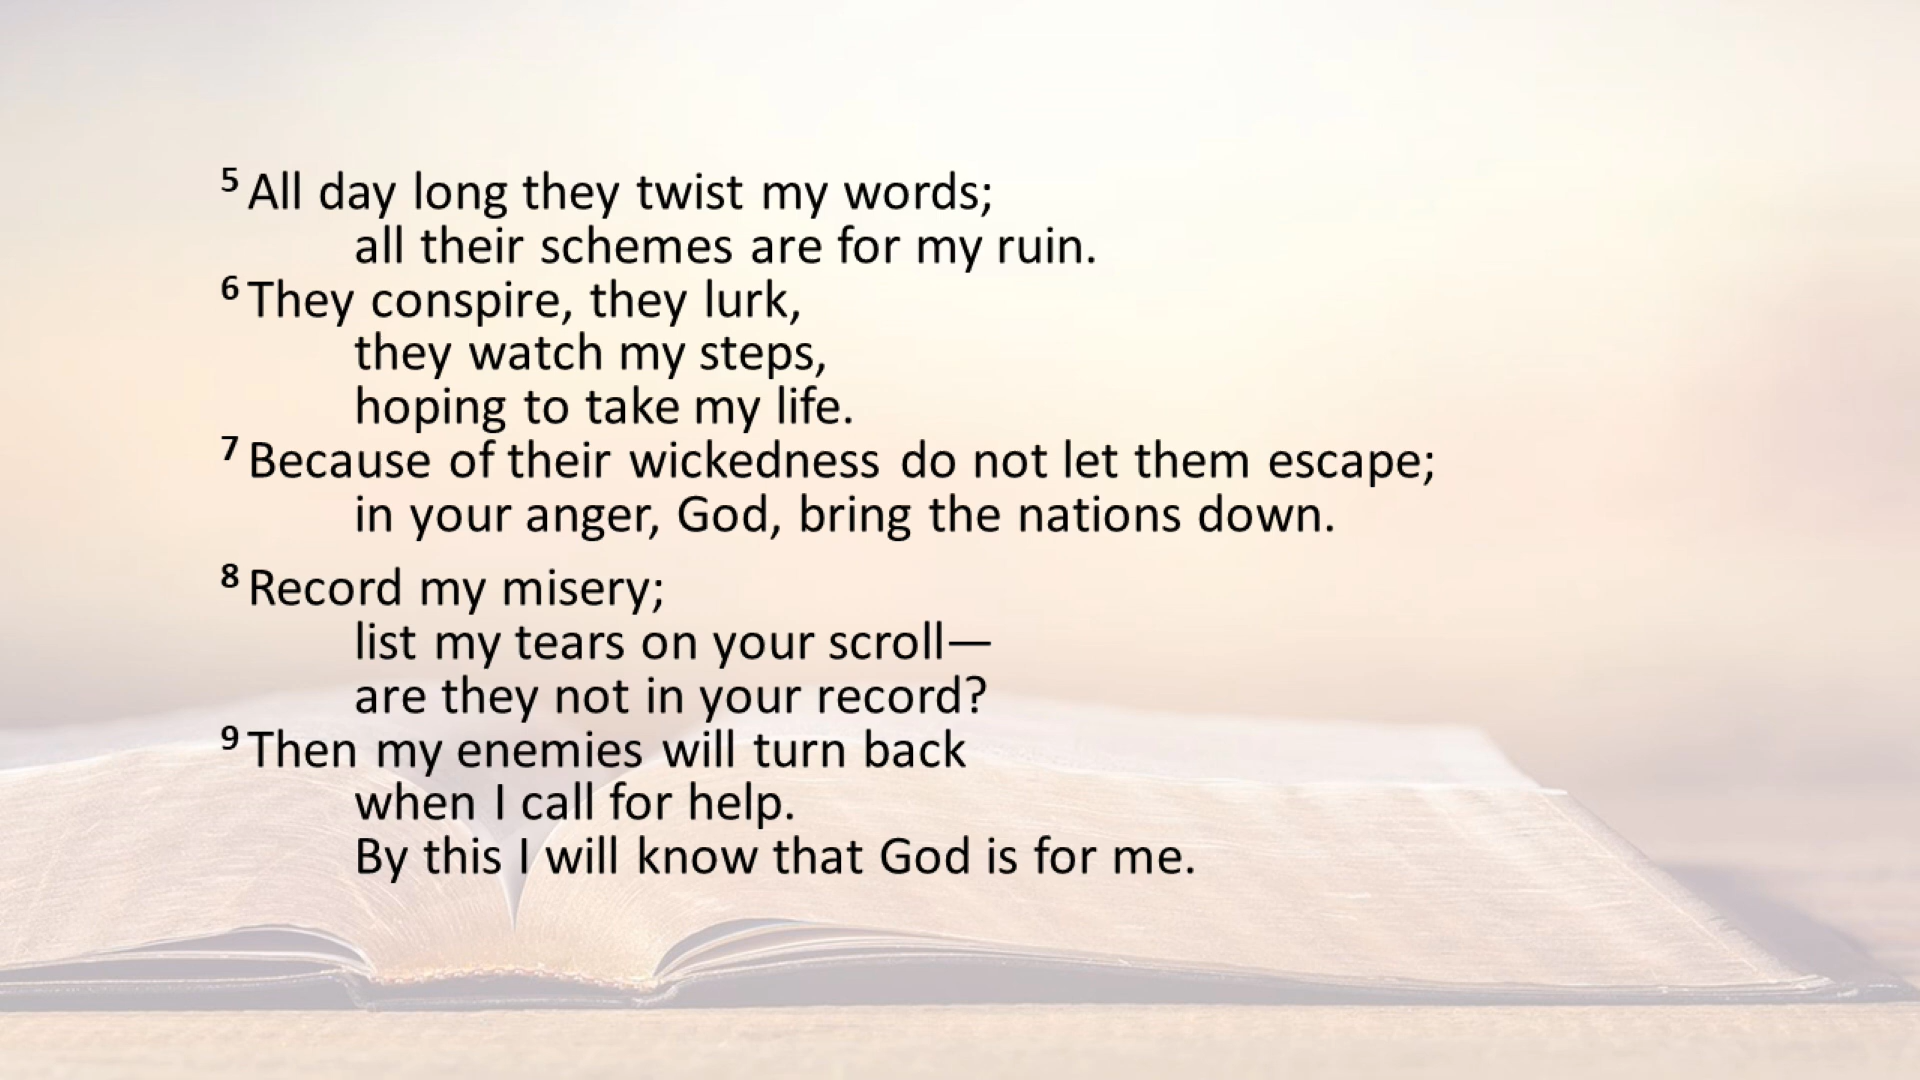 5 All day long they twist my words;
all their schemes are for my ruin.
6 They conspire, they lurk,
they watch my steps,
hoping to take my life.
7 Because of their wickedness do not let them escape;
in your anger, God, bring the nations down.
8 Record my misery;
list my tears on your scroll—
are they not in your record?
9 Then my enemies will turn back
when I call for help.
By this I will know that God is for me.